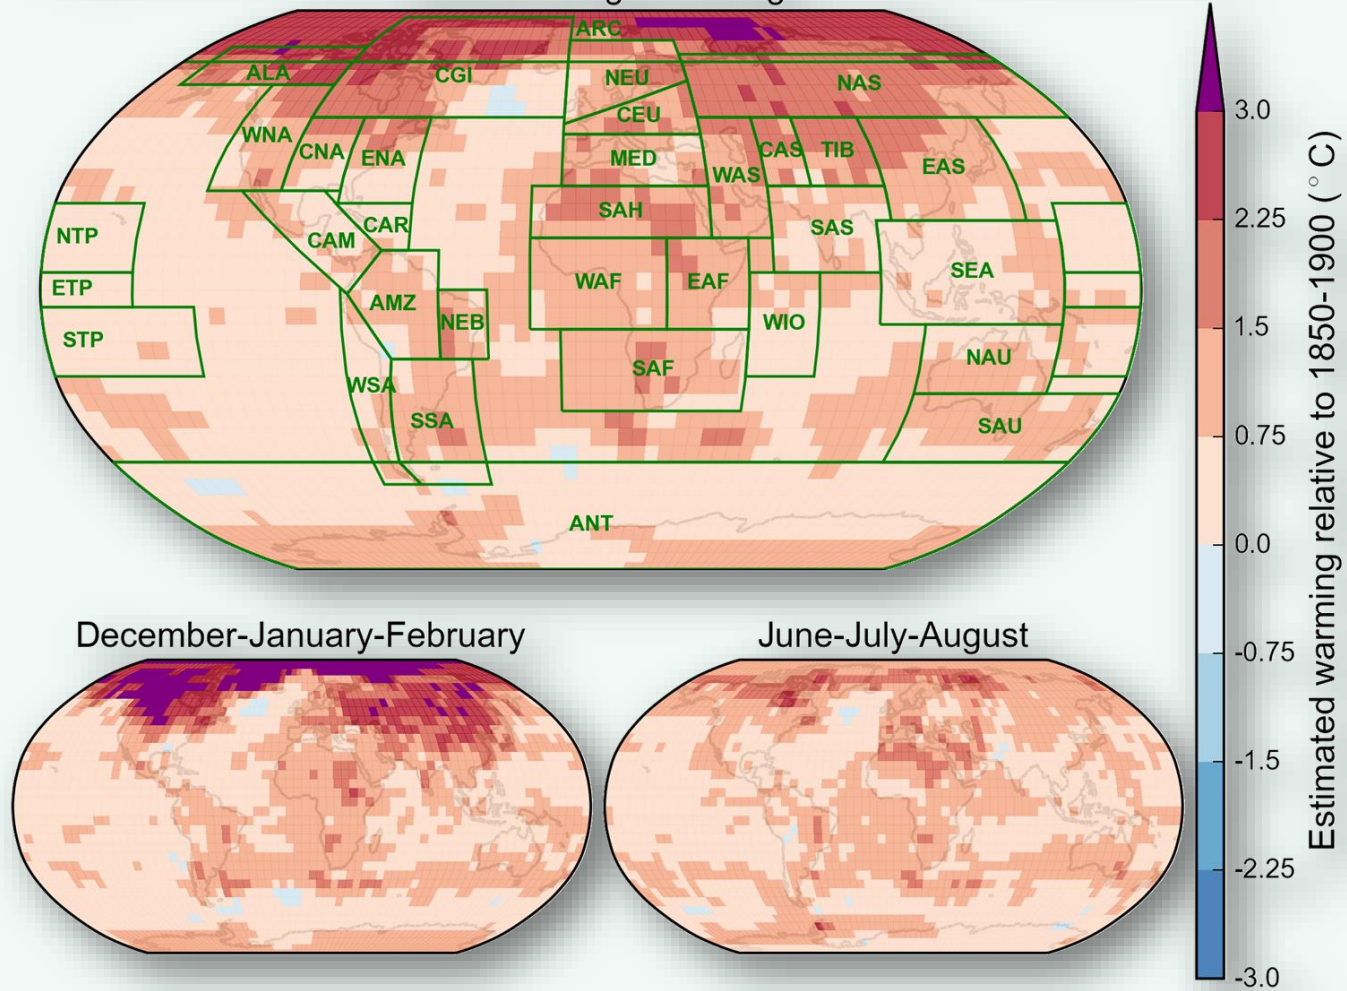 ARC
ALA
CGI
NEU
NAS
CEU
WNA
CNA
ENA
MED
WAS
CAS
TIB
EAS
SAH
CAR
CAM
SAS
NTP
ETP
STP
WAF
EAF
SEA
AMZ
NEB
WIO
WSA
SSA
SAF
NAU
SAU
ANT
December-January-February
June-July-August
3.0
2.25
1.5
0.75
0.0
-0.75
-1.5
-2.25
-3.0
Estimated warming relative to 1850-1900 (°C)